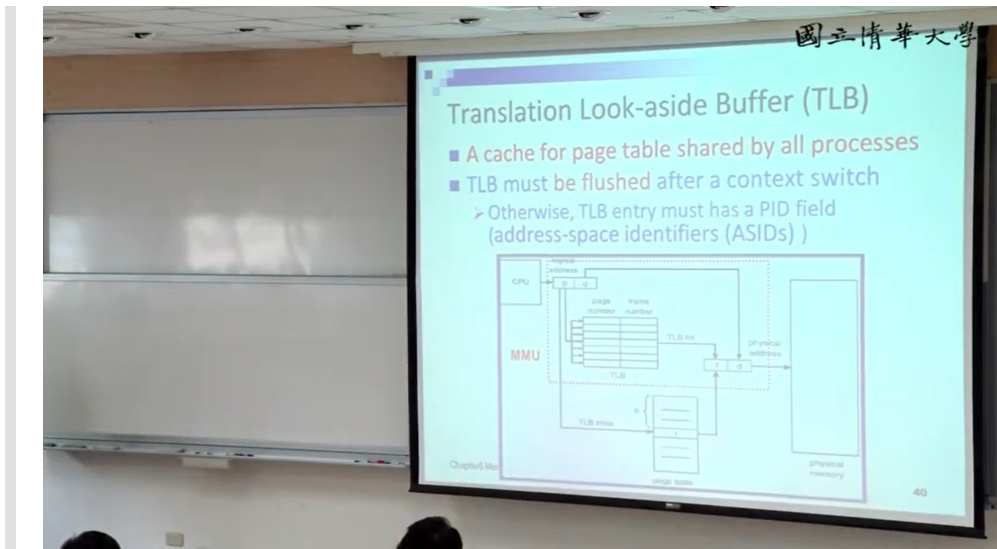 國立清華大學
Translation Look-aside Buffer (TLB)
A cache for page table shared by all processes
TLB must be flushed after a context switch
Otherwise, TLB entry must has a PID field
(address-space identifiers (ASIDs) )
logical
address
CPU
p d
page frame
number number
TLB hit
physical
address
MMU
f d
TLB
p
TLB miss
f
page table
physical
memory
40